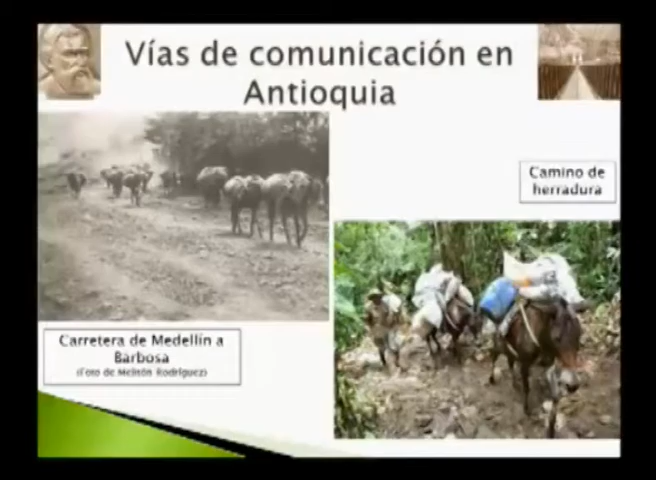 Vías de comunicación en
Antioquia
Camino de
herradura
Carretera de Medellín a
Barbosa
(Foto de Melitón Rodríguez)